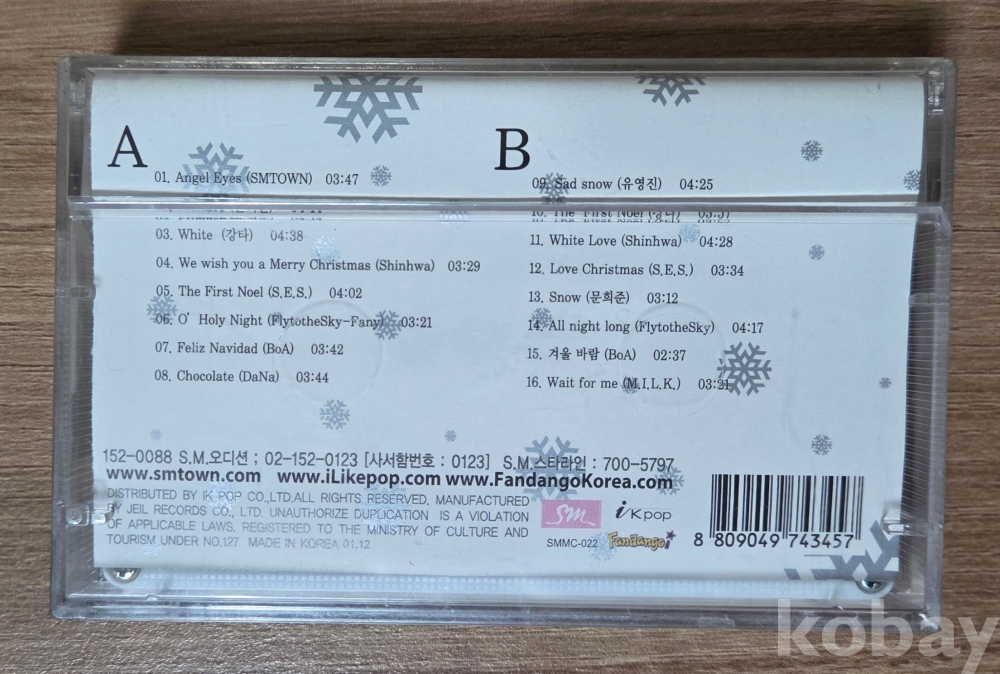 A
01. Angel Eyes (SMTOWN) 03:47
03. White (강타) 04:38
04. We wish you a Merry Christmas (Shinhwa) 03:29
05. The First Noel (S.E.S.) 04:02
06. O' Holy Night (FlytotheSky-Fany) 03:21
07. Feliz Navidad (BoA) 03:42
08. Chocolate (DaNa) 03:44
B
09. Sad snow (유영진) 04:25
10. The First Noel (강타)
11. White Love (Shinhwa) 04:28
12. Love Christmas (S.E.S.) 03:34
13. Snow (문희준) 03:12
14. All night long (FlytotheSky) 04:17
15. 겨울 바람 (BoA) 02:37
16. Wait for me (M.I.L.K.) 03:21
152-0088 S.M.오디션 ; 02-152-0123 [사서함번호 : 0123] S.M.스타라인 : 700-5797
www.smtown.com www.iLikepop.com www.FandangoKorea.com
DISTRIBUTED BY IK POP CO.,LTD.ALL RIGHTS RESERVED, MANUFACTURED
BY JEIL RECORDS CO., LTD. UNAUTHORIZE DUPLICATION IS A VIOLATION
OF APPLICABLE LAWS. REGISTERED TO THE MINISTRY OF CULTURE AND
TOURISM UNDER NO.127 MADE IN KOREA 01.12
SM
iKpop
SMMC-022
Fandango
8 809049 743457
kobay